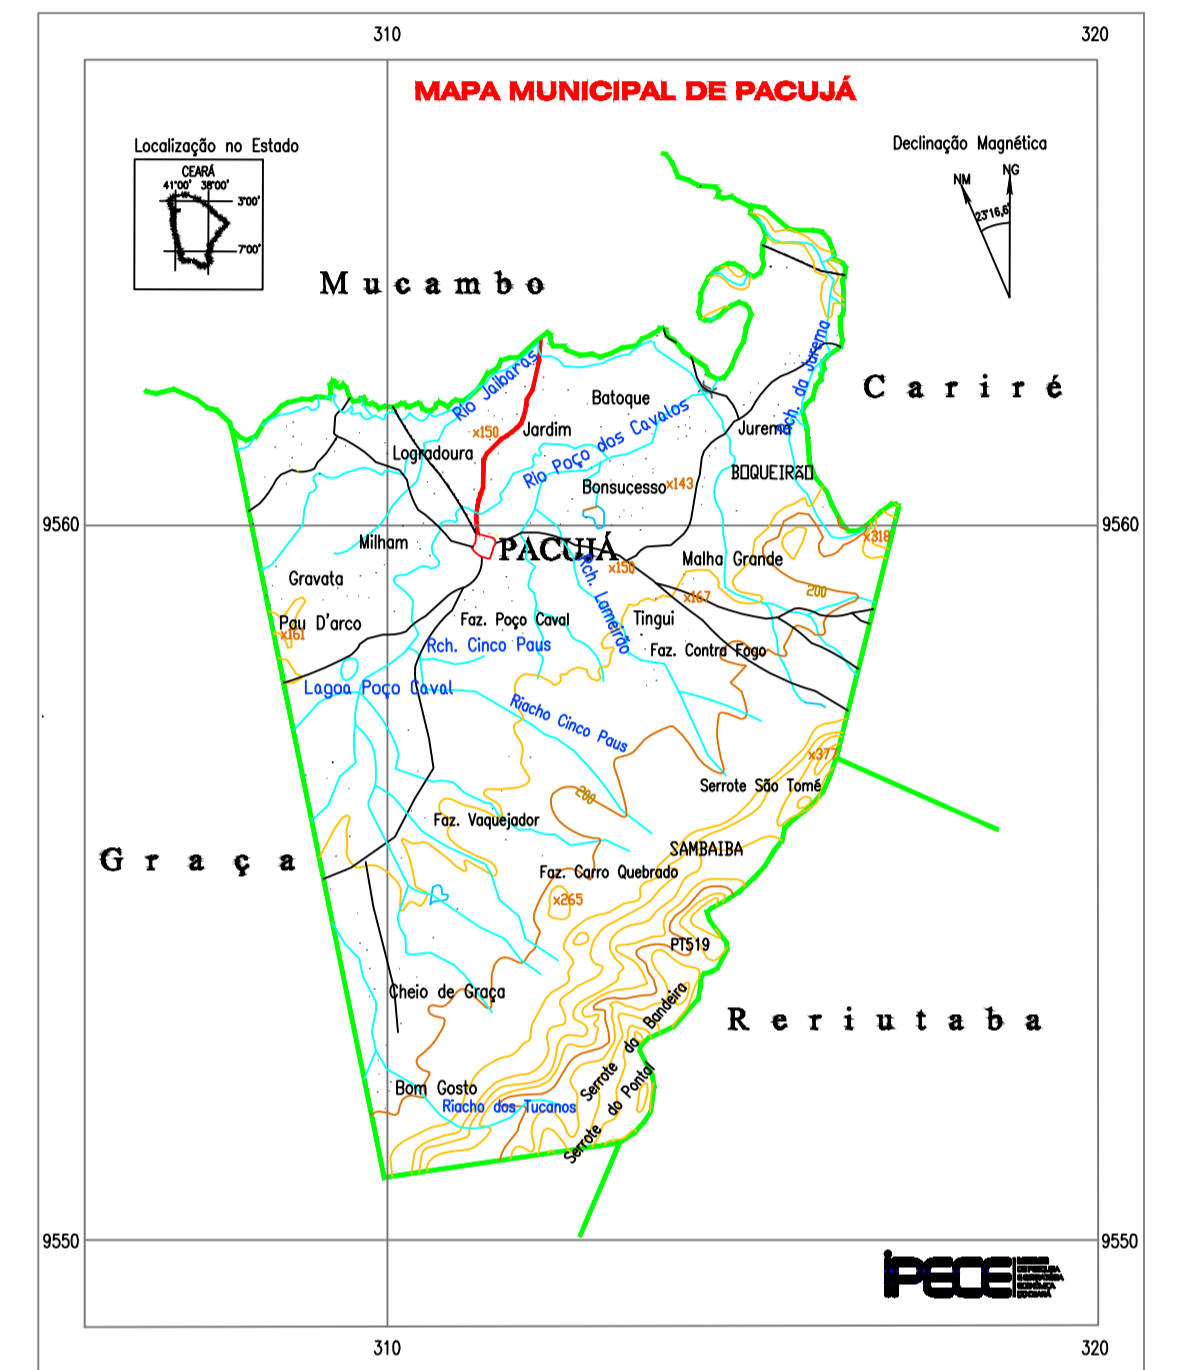 310
320
MAPA MUNICIPAL DE PACUJÁ
Localização no Estado
CEARÁ
41°00'
38°00'
3°00'
7°00'
Declinação Magnética
NM
NG
23°16,6'
Mucambo
Cariré
Rch. da Jurema
Rio Jaibaras
Batoque
x150
Jardim
Rio Poço dos Cavalos
Jurema
Logradoura
B▯QUEIRã▯
Bonsucesso
x143
9560
9560
x318
Milham
PACUJÁ
Malha Grande
x150
Gravata
Rch. Lameirão
x167
200
Pau D'arco
x161
Faz. Poço Caval
Tingui
Rch. Cinco Paus
Faz. Contra Fogo
Lagoa Poço Caval
Riacho Cinco Paus
x377
Serrote São Tomé
200
Faz. Vaquejador
SAMBAIBA
Graça
Faz. Carro Quebrado
x265
PT519
Cheio de Graça
Reriutaba
Serrote da Bandeira
Bom Gosto
Riacho dos Tucanos
Serrote do Pontal
9550
9550
IPECE
310
320